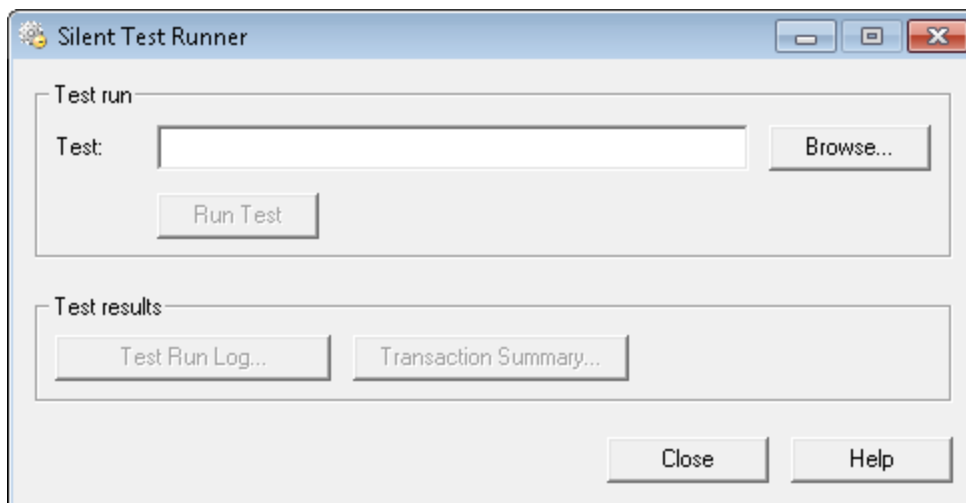 Silent Test Runner
Test run
Test:
Browse...
Run Test
Test results
Test Run Log...
Transaction Summary...
Close
Help